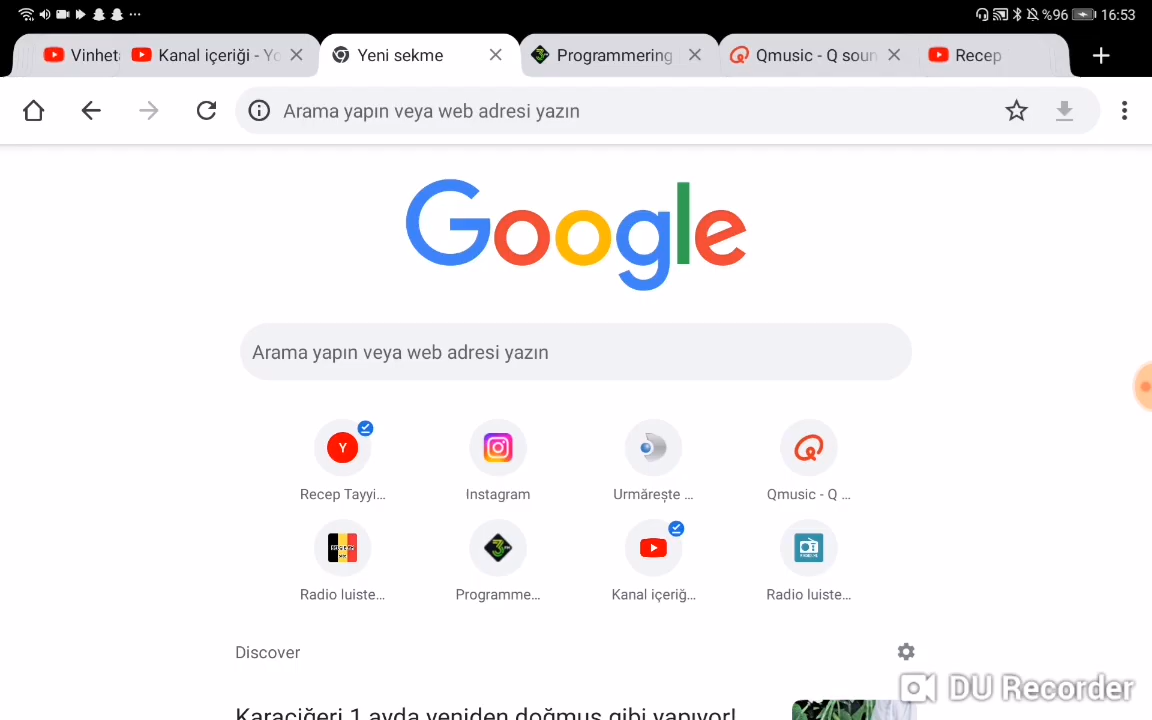 %96 16:53
Vinhet Kanal içeriği - Yo Yeni sekme Programmering Qmusic - Q soun Recep
Arama yapın veya web adresi yazın
Google
Arama yapın veya web adresi yazın
Y
Recep Tayyi... Instagram Urmărește ... Qmusic - Q ...
3
Radio luiste... Programme... Kanal içeriğ... Radio luiste...
Discover
DU Recorder
Karaciğeri 1 ayda yeniden doğmuş gibi yapıyor!